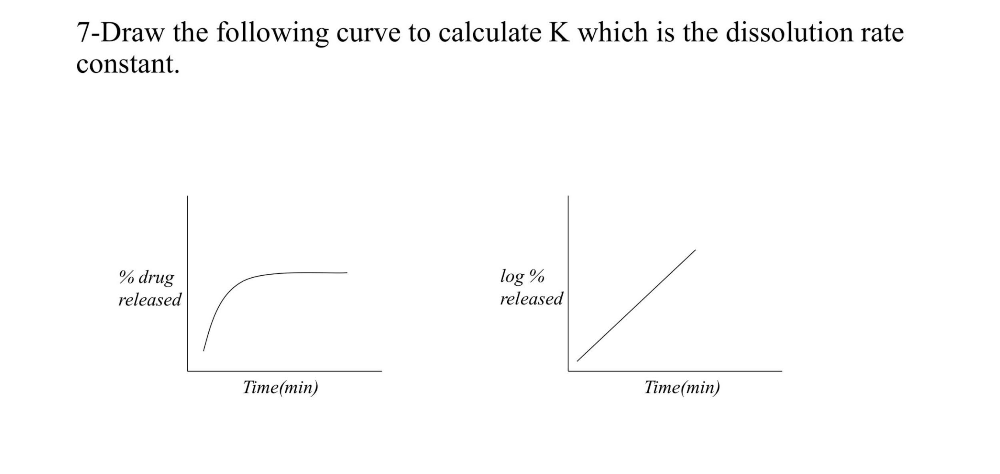 7-Draw the following curve to calculate K which is the dissolution rate
constant.
% drug
released
Time(min)
log %
released
Time(min)